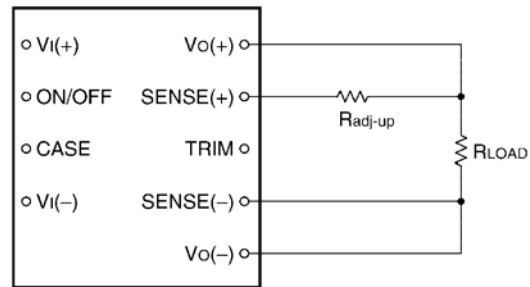 VI(+)
VO(+)
ON/OFF
SENSE(+)
Radj-up
CASE
TRIM
RLOAD
VI(−)
SENSE(−)
VO(−)